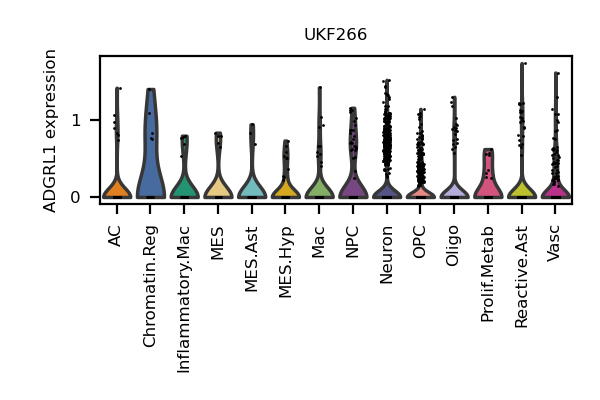 UKF266
ADGRL1 expression
1
0
AC
Chromatin.Reg
Inflammatory.Mac
MES
MES.Ast
MES.Hyp
Mac
NPC
Neuron
OPC
Oligo
Prolif.Metab
Reactive.Ast
Vasc